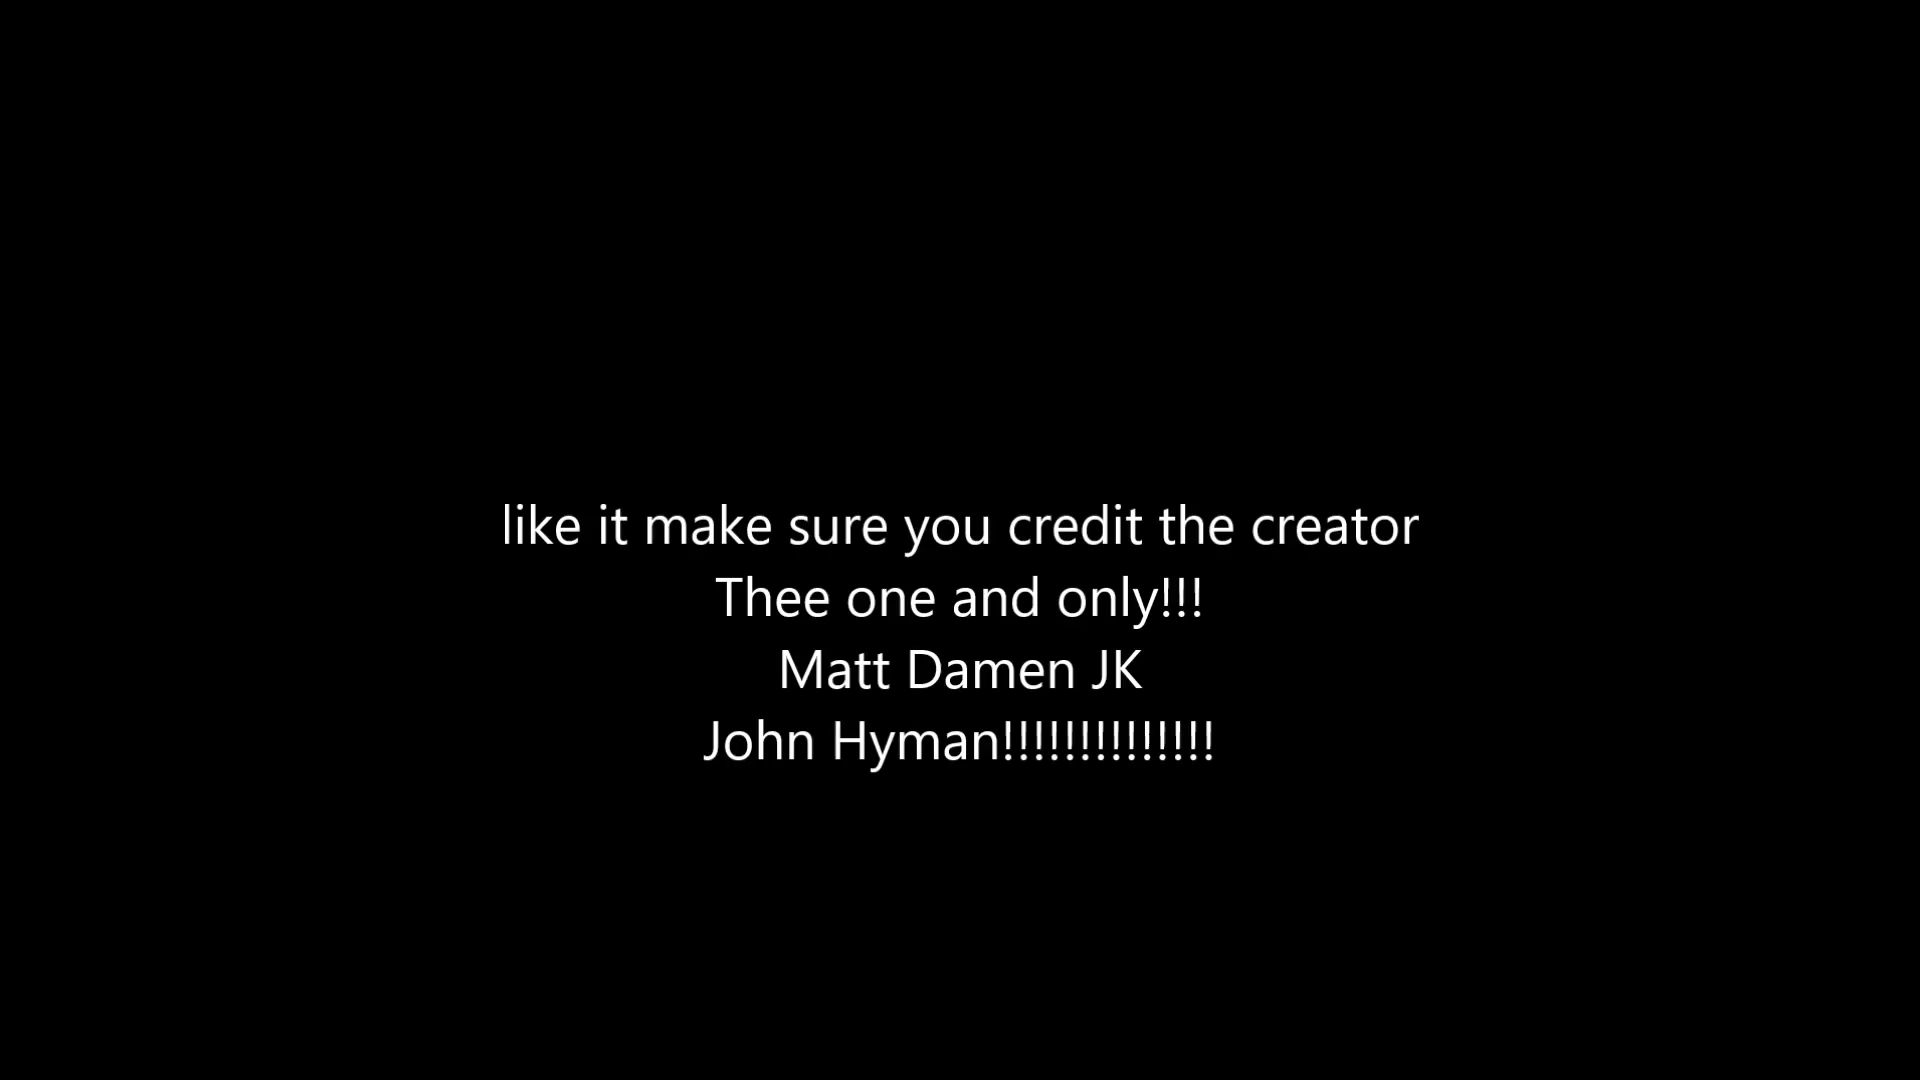 like it make sure you credit the creator
Thee one and only!!!
Matt Damen JK
John Hyman!!!!!!!!!!!!!!